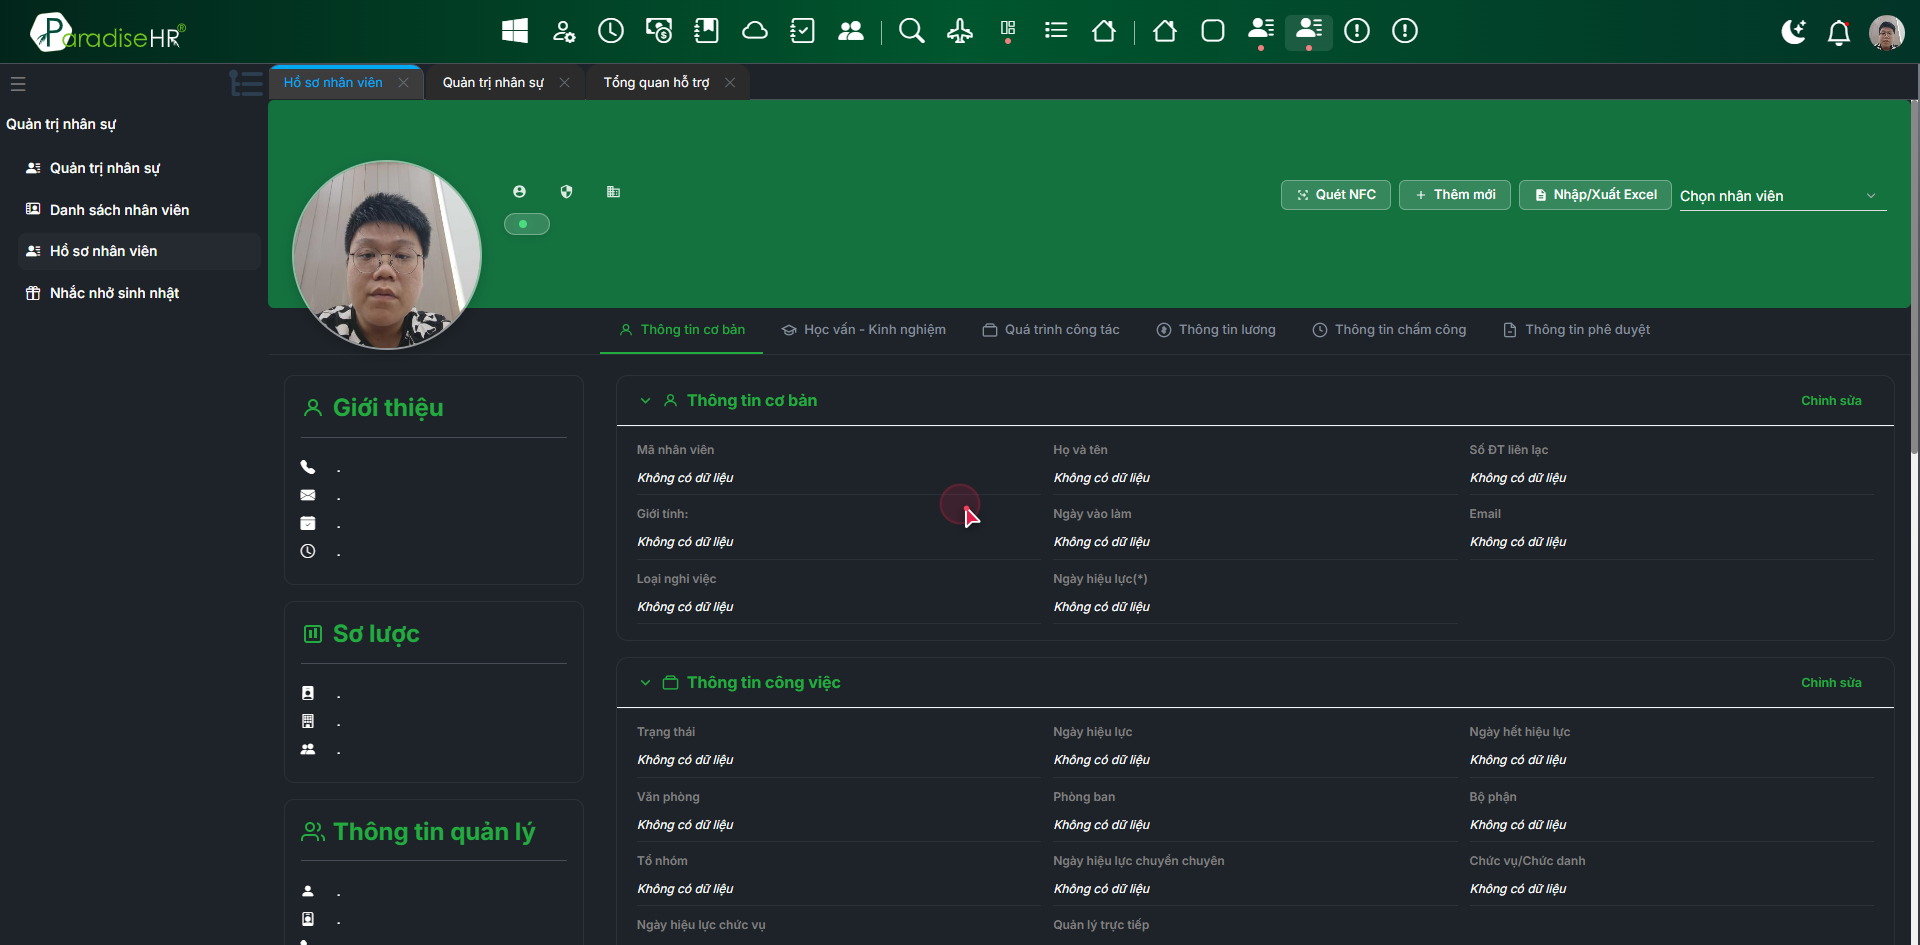 ParadiseHR®
Hồ sơ nhân viên
Quản trị nhân sự
Tổng quan hỗ trợ
Quản trị nhân sự
Quản trị nhân sự
Danh sách nhân viên
Hồ sơ nhân viên
Nhắc nhở sinh nhật
Quét NFC
Thêm mới
Nhập/Xuất Excel
Chọn nhân viên
Thông tin cơ bản
Học vấn - Kinh nghiệm
Quá trình công tác
Thông tin lương
Thông tin chấm công
Thông tin phê duyệt
Giới thiệu
.
.
.
.
Sơ lược
.
.
.
Thông tin quản lý
.
.
Thông tin cơ bản
Chỉnh sửa
Mã nhân viên
Họ và tên
Số ĐT liên lạc
Không có dữ liệu
Không có dữ liệu
Không có dữ liệu
Giới tính:
Ngày vào làm
Email
Không có dữ liệu
Không có dữ liệu
Không có dữ liệu
Loại nghỉ việc
Ngày hiệu lực(*)
Không có dữ liệu
Không có dữ liệu
Thông tin công việc
Chỉnh sửa
Trạng thái
Ngày hiệu lực
Ngày hết hiệu lực
Không có dữ liệu
Không có dữ liệu
Không có dữ liệu
Văn phòng
Phòng ban
Bộ phận
Không có dữ liệu
Không có dữ liệu
Không có dữ liệu
Tổ nhóm
Ngày hiệu lực chuyển chuyên
Chức vụ/Chức danh
Không có dữ liệu
Không có dữ liệu
Không có dữ liệu
Ngày hiệu lực chức vụ
Quản lý trực tiếp